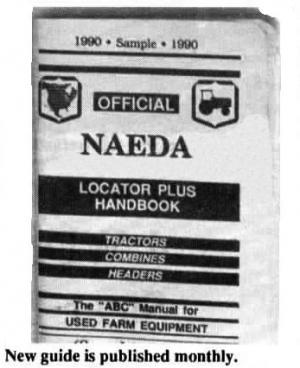 1990 • Sample • 1990
OFFICIAL
NAEDA
LOCATOR PLUS
HANDBOOK
TRACTORS
COMBINES
HEADERS
The "ABC" Manual for
USED FARM EQUIPMENT
New guide is published monthly.